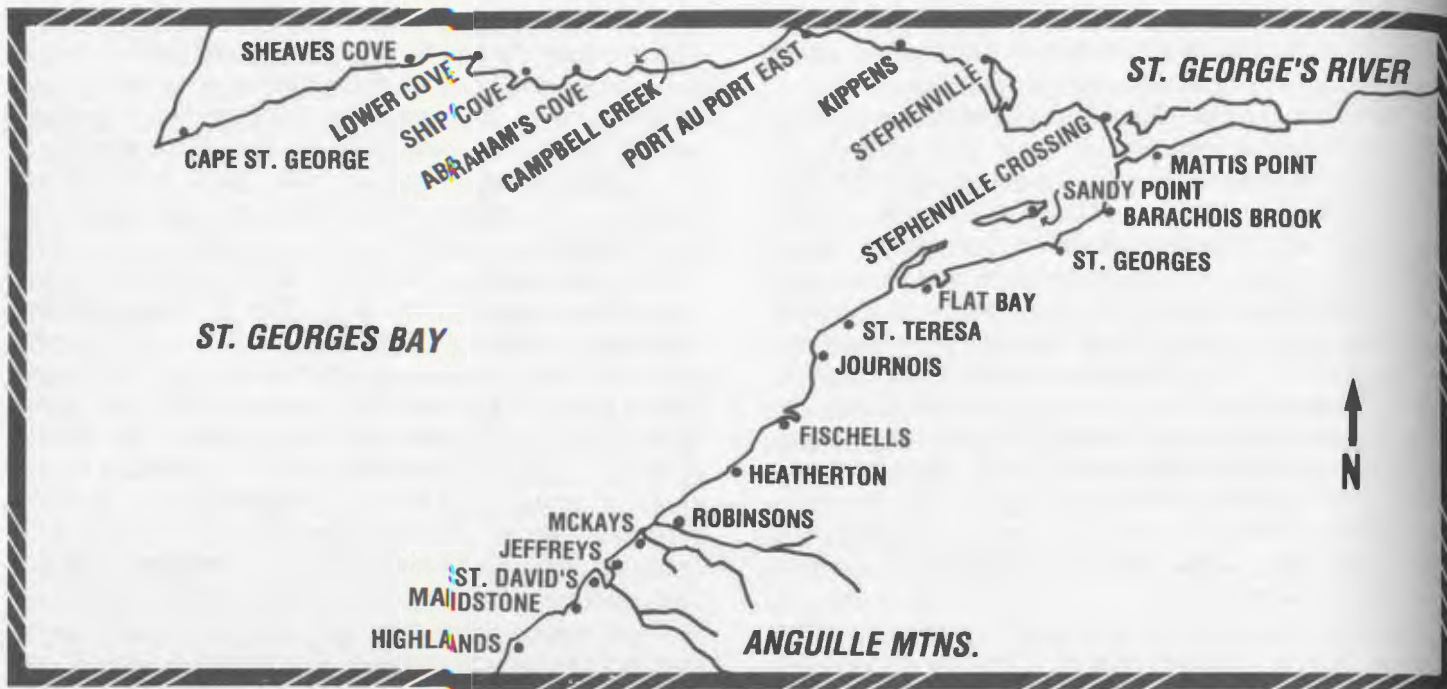 SHEAVES COVE
LOWER COVE
SHIP COVE
ABRAHAM'S COVE
CAMPBELL CREEK
PORT AU PORT EAST
KIPPENS
STEPHENVILLE
ST. GEORGE'S RIVER
CAPE ST. GEORGE
STEPHENVILLE CROSSING
MATTIS POINT
SANDY POINT
BARACHOIS BROOK
ST. GEORGES
FLAT BAY
ST. TERESA
ST. GEORGES BAY
JOURNOIS
FISCHELLS
HEATHERTON
N
ROBINSONS
MCKAYS
JEFFREYS
ST. DAVID'S
MAIDSTONE
HIGHLANDS
ANGUILLE MTNS.